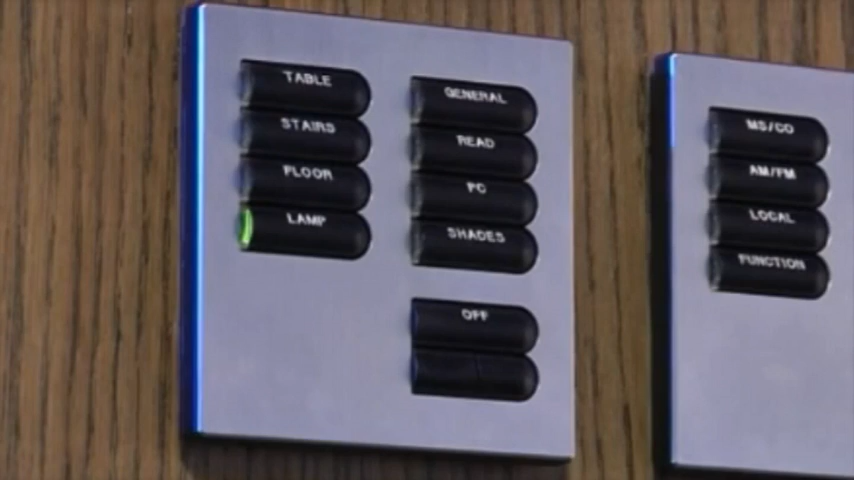 TABLE
STAIRS
FLOOR
LAMP
GENERAL
READ
PC
SHADES
OFF
MS/CD
AM/FM
LOCAL
FUNCTION